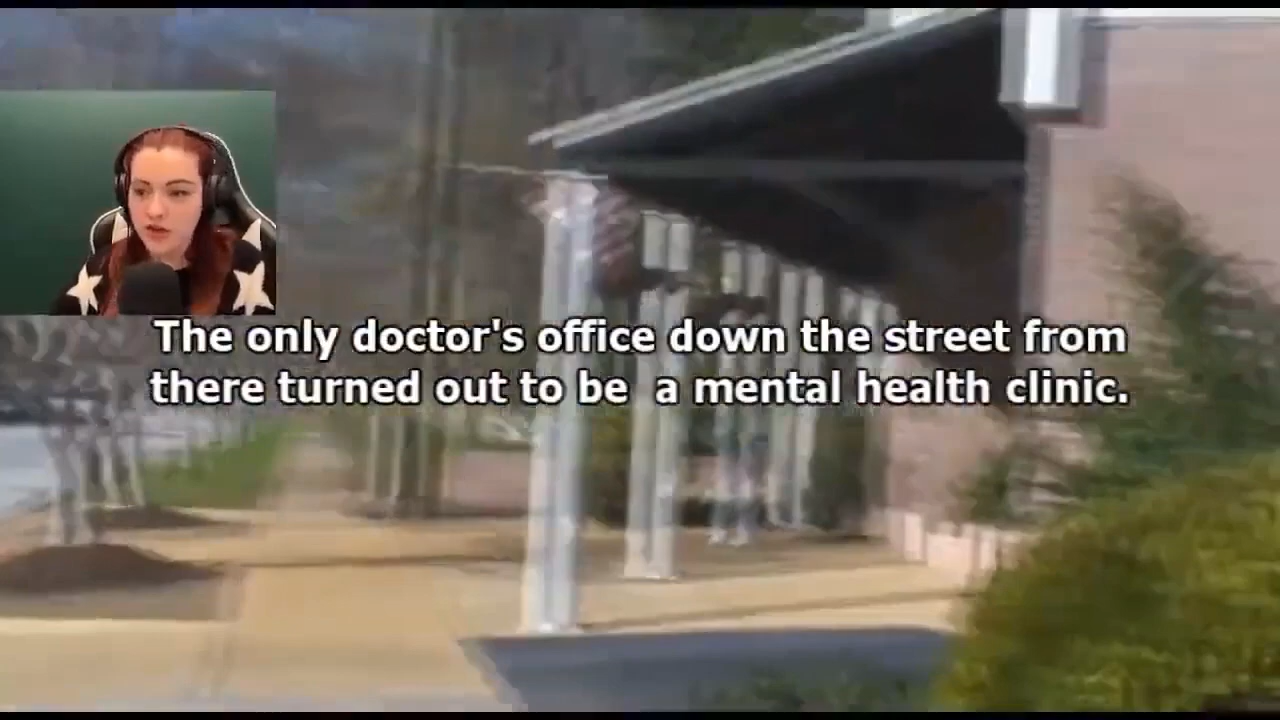 The only doctor's office down the street from
there turned out to be  a mental health clinic.